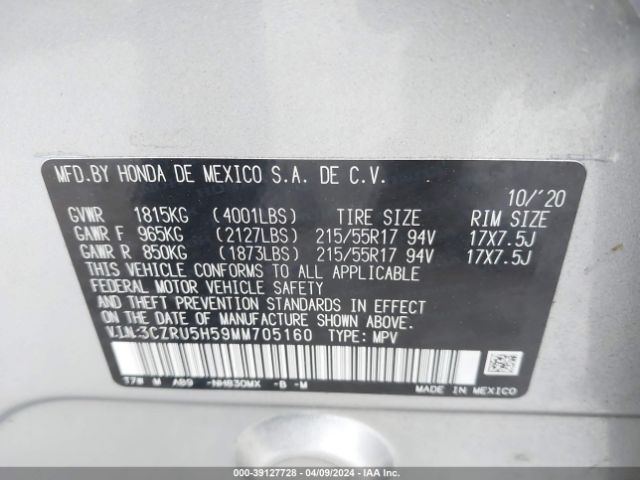 MFD.BY HONDA DE MEXICO S.A. DE C.V.
10/'20
GVWR 1815KG (4001LBS) TIRE SIZE RIM SIZE
GAWR F 965KG (2127LBS) 215/55R17 94V 17X7.5J
GAWR R 850KG (1873LBS) 215/55R17 94V 17X7.5J
THIS VEHICLE CONFORMS TO ALL APPLICABLE
FEDERAL MOTOR VEHICLE SAFETY
AND THEFT PREVENTION STANDARDS IN EFFECT
ON THE DATE OF MANUFACTURE SHOWN ABOVE.
V.I.N.:3CZRU5H59MM705160 TYPE: MPV
37# M A89 -NH830MX -B -M
MADE IN MEXICO
000-39127728 - 04/09/2024 - IAA Inc.